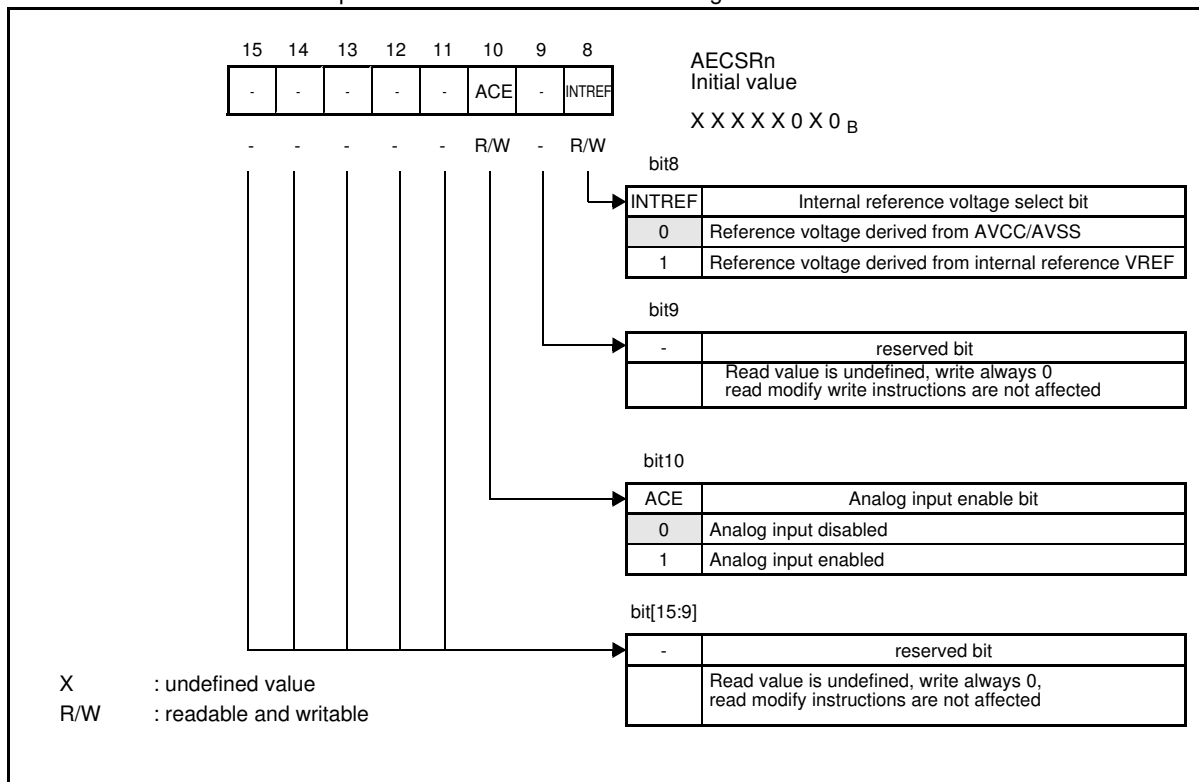 15 14 13 12 11 10 9 8
- - - - - ACE - INTREF
- - - - - R/W - R/W
AECSRn
Initial value
X X X X X 0 X 0 B
bit8
INTREF Internal reference voltage select bit
0 Reference voltage derived from AVCC/AVSS
1 Reference voltage derived from internal reference VREF
bit9
- reserved bit
Read value is undefined, write always 0
read modify write instructions are not affected
bit10
ACE Analog input enable bit
0 Analog input disabled
1 Analog input enabled
bit[15:9]
- reserved bit
Read value is undefined, write always 0,
read modify instructions are not affected
X : undefined value
R/W : readable and writable